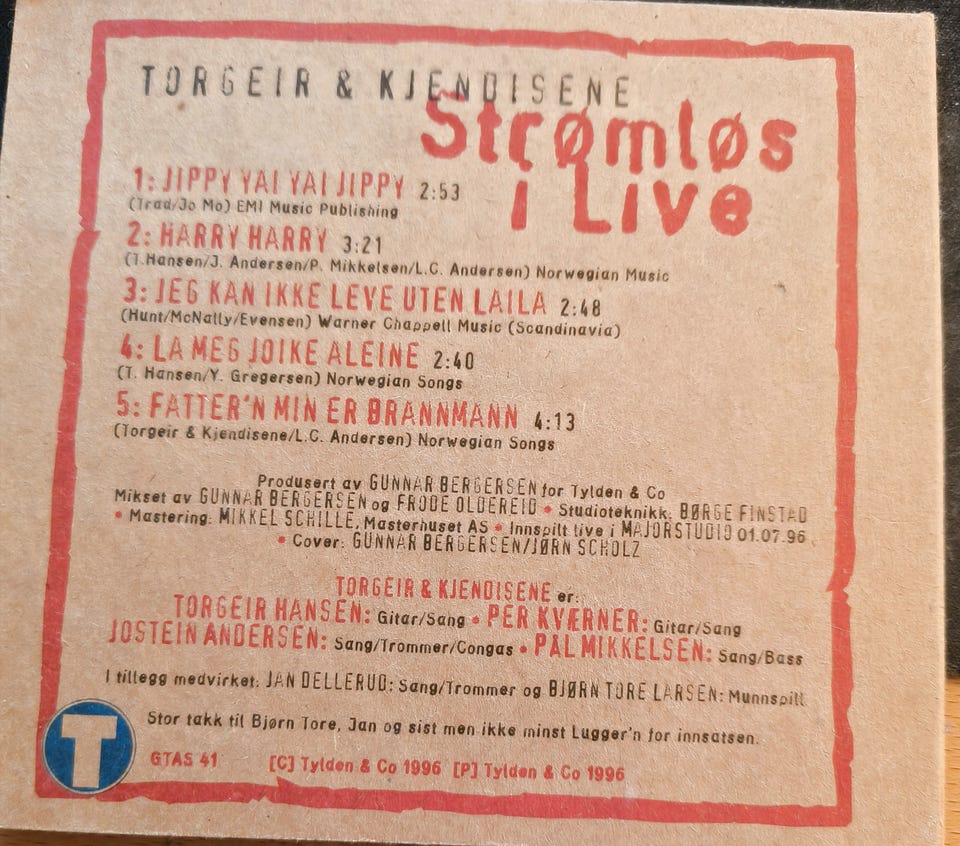 TORGEIR & KJENDISENE
Strømløs
i Live
1: JIPPY YAI YAI JIPPY 2:53
(Trad/Jo Mo) EMI Music Publishing
2: HARRY HARRY 3:21
(T.Hansen/J. Andersen/P. Mikkelsen/L.C. Andersen) Norwegian Music
3: JEG KAN IKKE LEVE UTEN LAILA 2:48
(Hunt/McNally/Evensen) Warner Chappell Music (Scandinavia)
4: LA MEG JOIKE ALEINE 2:40
(T. Hansen/Y. Gregersen) Norwegian Songs
5: FATTER'N MIN ER BRANNMANN 4:13
(Torgeir & Kjendisene/L.C. Andersen) Norwegian Songs
Produsert av GUNNAR BERGERSEN for Tylden & Co
Mikset av GUNNAR BERGERSEN og FRODE OLDEREID • Studioteknikk: BØRGE FINSTAD
• Mastering: MIKKEL SCHILLE, Masterhuset AS • Innspilt live i MAJORSTUDIO 01.07.96
• Cover: GUNNAR BERGERSEN/JØRN SCHOLZ
TORGEIR & KJENDISENE er:
TORGEIR HANSEN: Gitar/Sang • PER KVÆRNER: Gitar/Sang
JOSTEIN ANDERSEN: Sang/Trommer/Congas • PÅL MIKKELSEN: Sang/Bass
I tillegg medvirket: JAN DELLERUD: Sang/Trommer og BJØRN TORE LARSEN: Munnspill
Stor takk til Bjørn Tore, Jan og sist men ikke minst Lugger'n for innsatsen.
T
GTAS 41 [C] Tylden & Co 1996 [P] Tylden & Co 1996